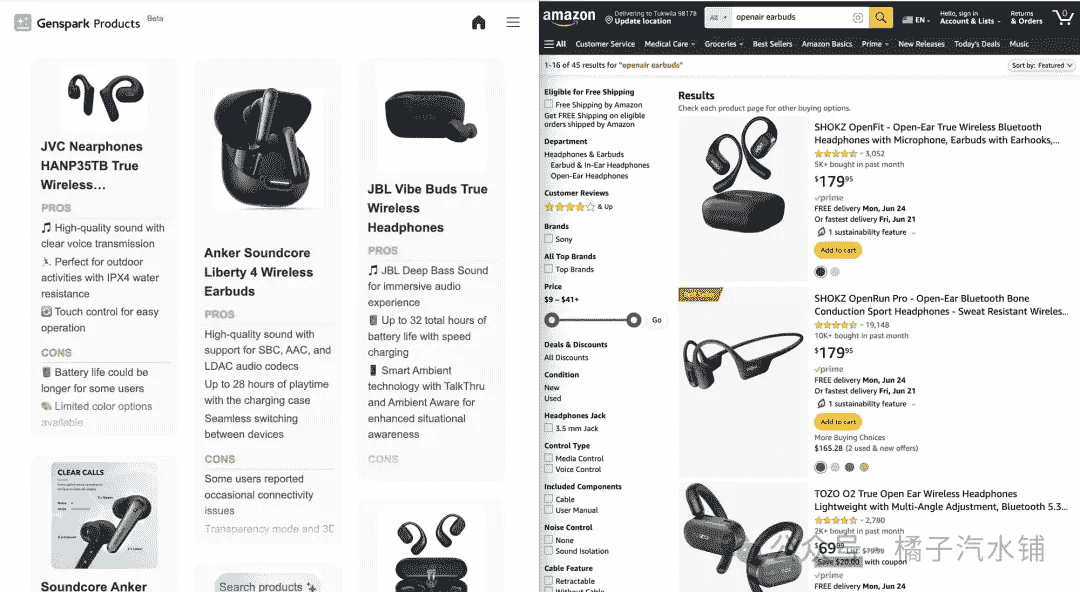 Genspark Products Beta
JVC Nearphones
HANP35TB True
Wireless…
PROS
🎵 High-quality sound with
clear voice transmission
🏃 Perfect for outdoor
activities with IPX4 water
resistance
Touch control for easy
operation
CONS
🔋 Battery life could be
longer for some users
🎨 Limited color options
available
CLEAR CALLS
Soundcore Anker
Anker Soundcore
Liberty 4 Wireless
Earbuds
PROS
High-quality sound with
support for SBC, AAC, and
LDAC audio codecs
Up to 28 hours of playtime
with the charging case
Seamless switching
between devices
CONS
Some users reported
occasional connectivity
issues
Transparency mode and 3D
Search products
JBL Vibe Buds True
Wireless
Headphones
PROS
🎵 JBL Deep Bass Sound
for immersive audio
experience
🔋 Up to 32 total hours of
battery life with speed
charging
📱 Smart Ambient
technology with TalkThru
and Ambient Aware for
enhanced situational
awareness
CONS
amazon
Delivering to Tukwila 98178
Update location
All
openair earbuds
EN
Hello, sign in
Account & Lists
Returns
& Orders
0
All Customer Service Medical Care Groceries Best Sellers Amazon Basics Prime New Releases Today's Deals Music
1-16 of 45 results for "openair earbuds"
Sort by: Featured
Eligible for Free Shipping
Free Shipping by Amazon
Get FREE Shipping on eligible
orders shipped by Amazon
Department
Headphones & Earbuds
Earbud & In-Ear Headphones
Open-Ear Headphones
Customer Reviews
& Up
Brands
Sony
All Top Brands
Top Brands
Price
$9 – $41+
Go
Deals & Discounts
All Discounts
Condition
New
Used
Headphones Jack
3.5 mm Jack
Control Type
Media Control
Voice Control
Included Components
Cable
User Manual
Noise Control
None
Sound Isolation
Cable Feature
Retractable
Without Cable
Results
Check each product page for other buying options.
SHOKZ OpenFit - Open-Ear True Wireless Bluetooth
Headphones with Microphone, Earbuds with Earhooks,…
3,052
5K+ bought in past month
$179 95
prime
FREE delivery Mon, Jun 24
Or fastest delivery Fri, Jun 21
1 sustainability feature
Add to cart
Best Seller
SHOKZ OpenRun Pro - Open-Ear Bluetooth Bone
Conduction Sport Headphones - Sweat Resistant Wireles…
19,148
10K+ bought in past month
$179 95
prime
FREE delivery Mon, Jun 24
Or fastest delivery Fri, Jun 21
1 sustainability feature
Add to cart
More Buying Choices
$165.28 (2 used & new offers)
TOZO O2 True Open Ear Wireless Headphones
Lightweight with Multi-Angle Adjustment, Bluetooth 5.3…
2,780
2K+ bought in past month
$69 List: $79.99
Save $20.00 with coupon
prime
FREE delivery Mon, Jun 24
公众号 橘子汽水铺